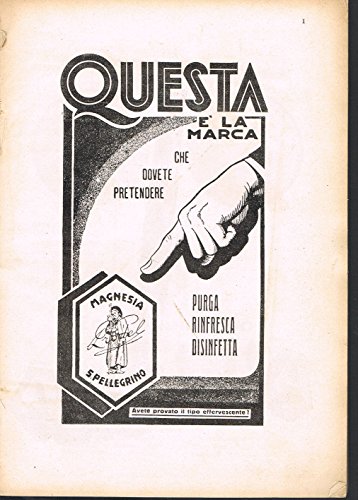 1
QUESTA
E' LA
MARCA
CHE
DOVETE
PRETENDERE
MAGNESIA
S.PELLEGRINO
PURGA
RINFRESCA
DISINFETTA
Avete provato il tipo effervescente?